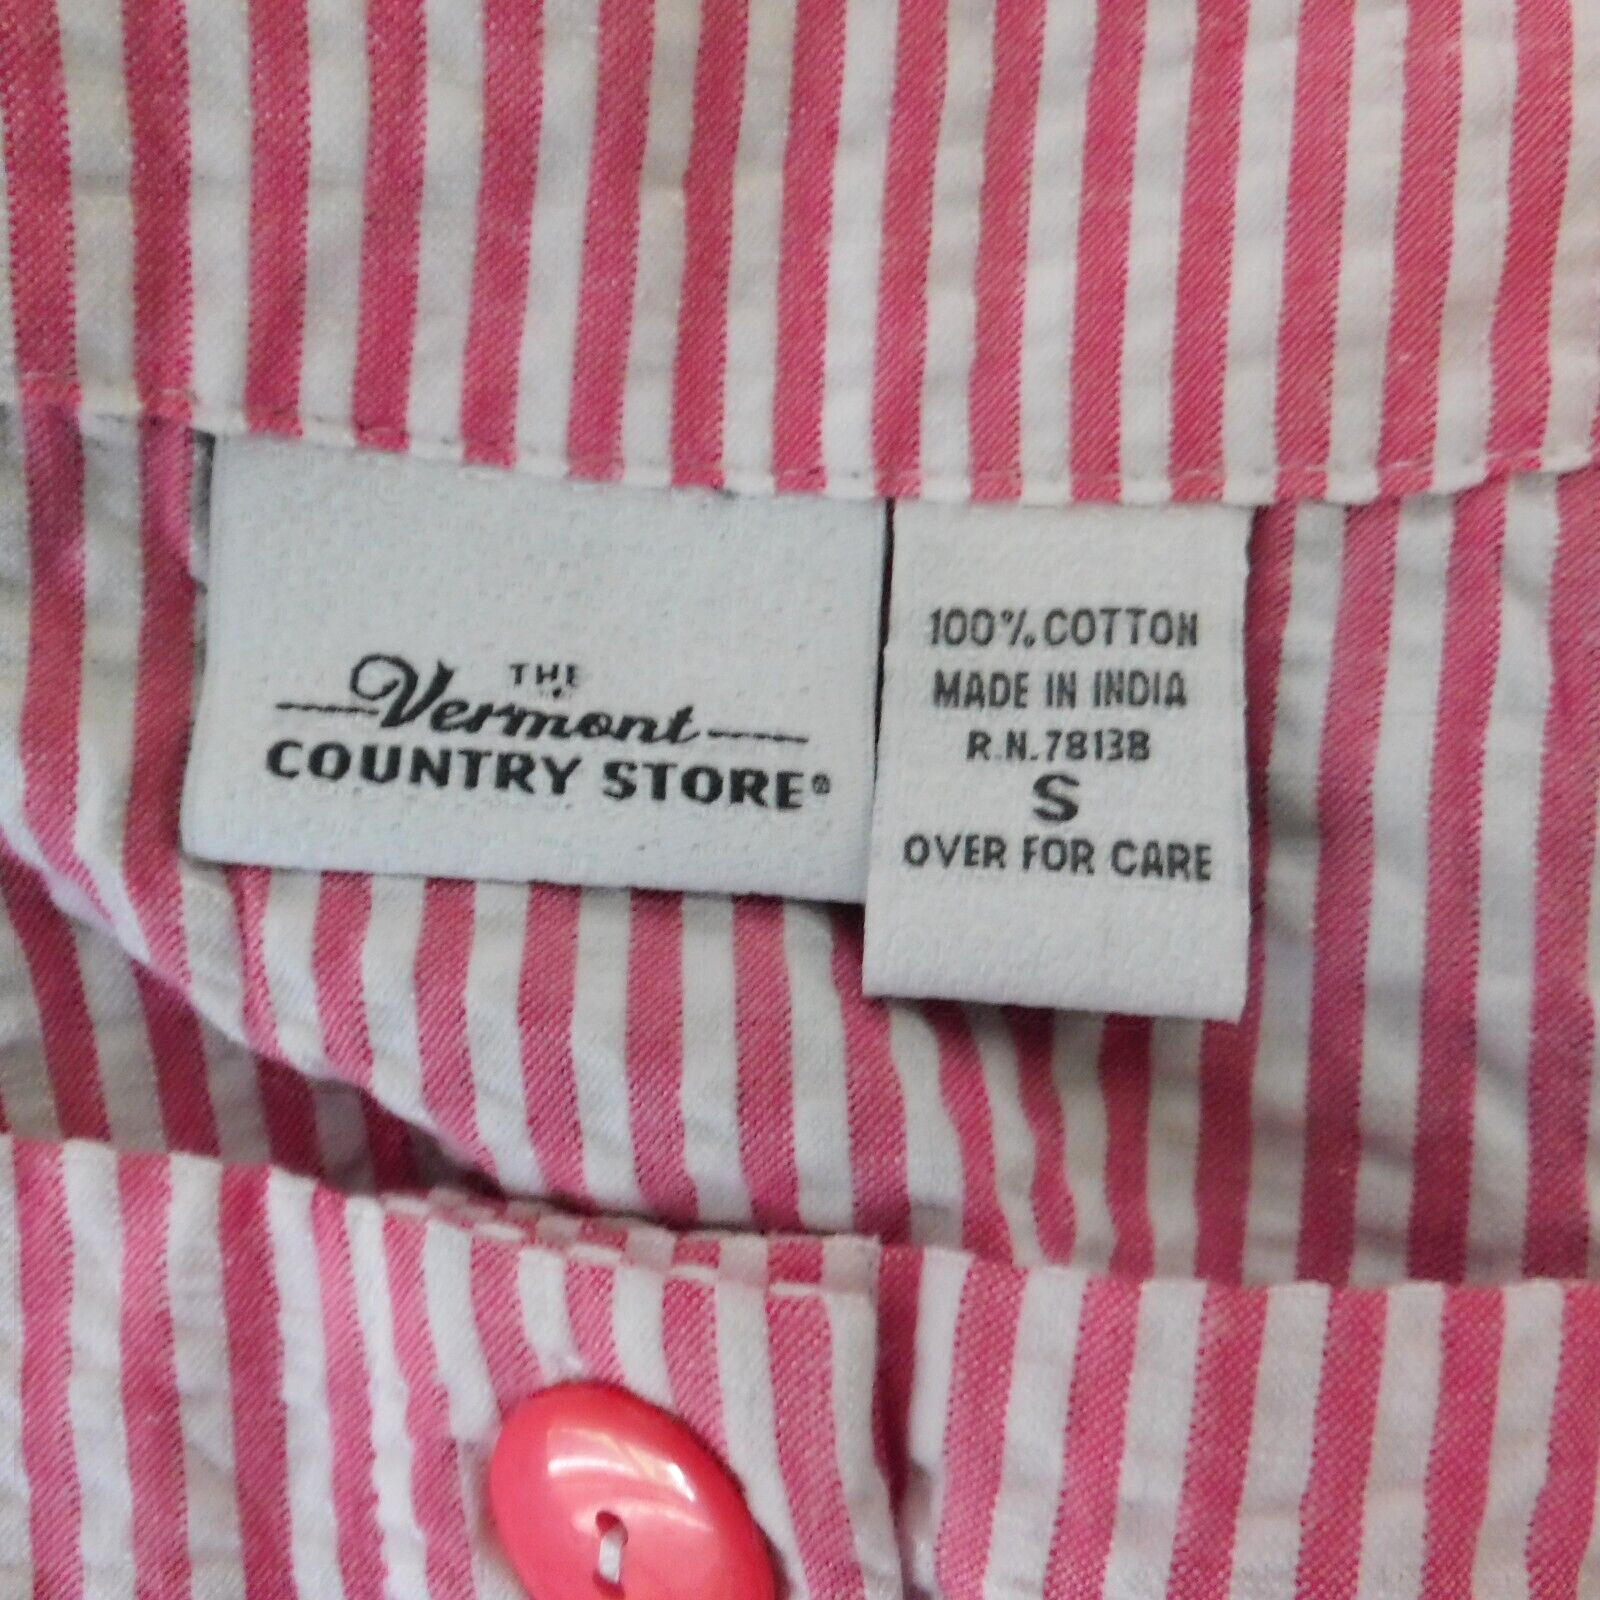 THE
Vermont
COUNTRY STORE®
100% COTTON
MADE IN INDIA
R.N.78138
S
OVER FOR CARE